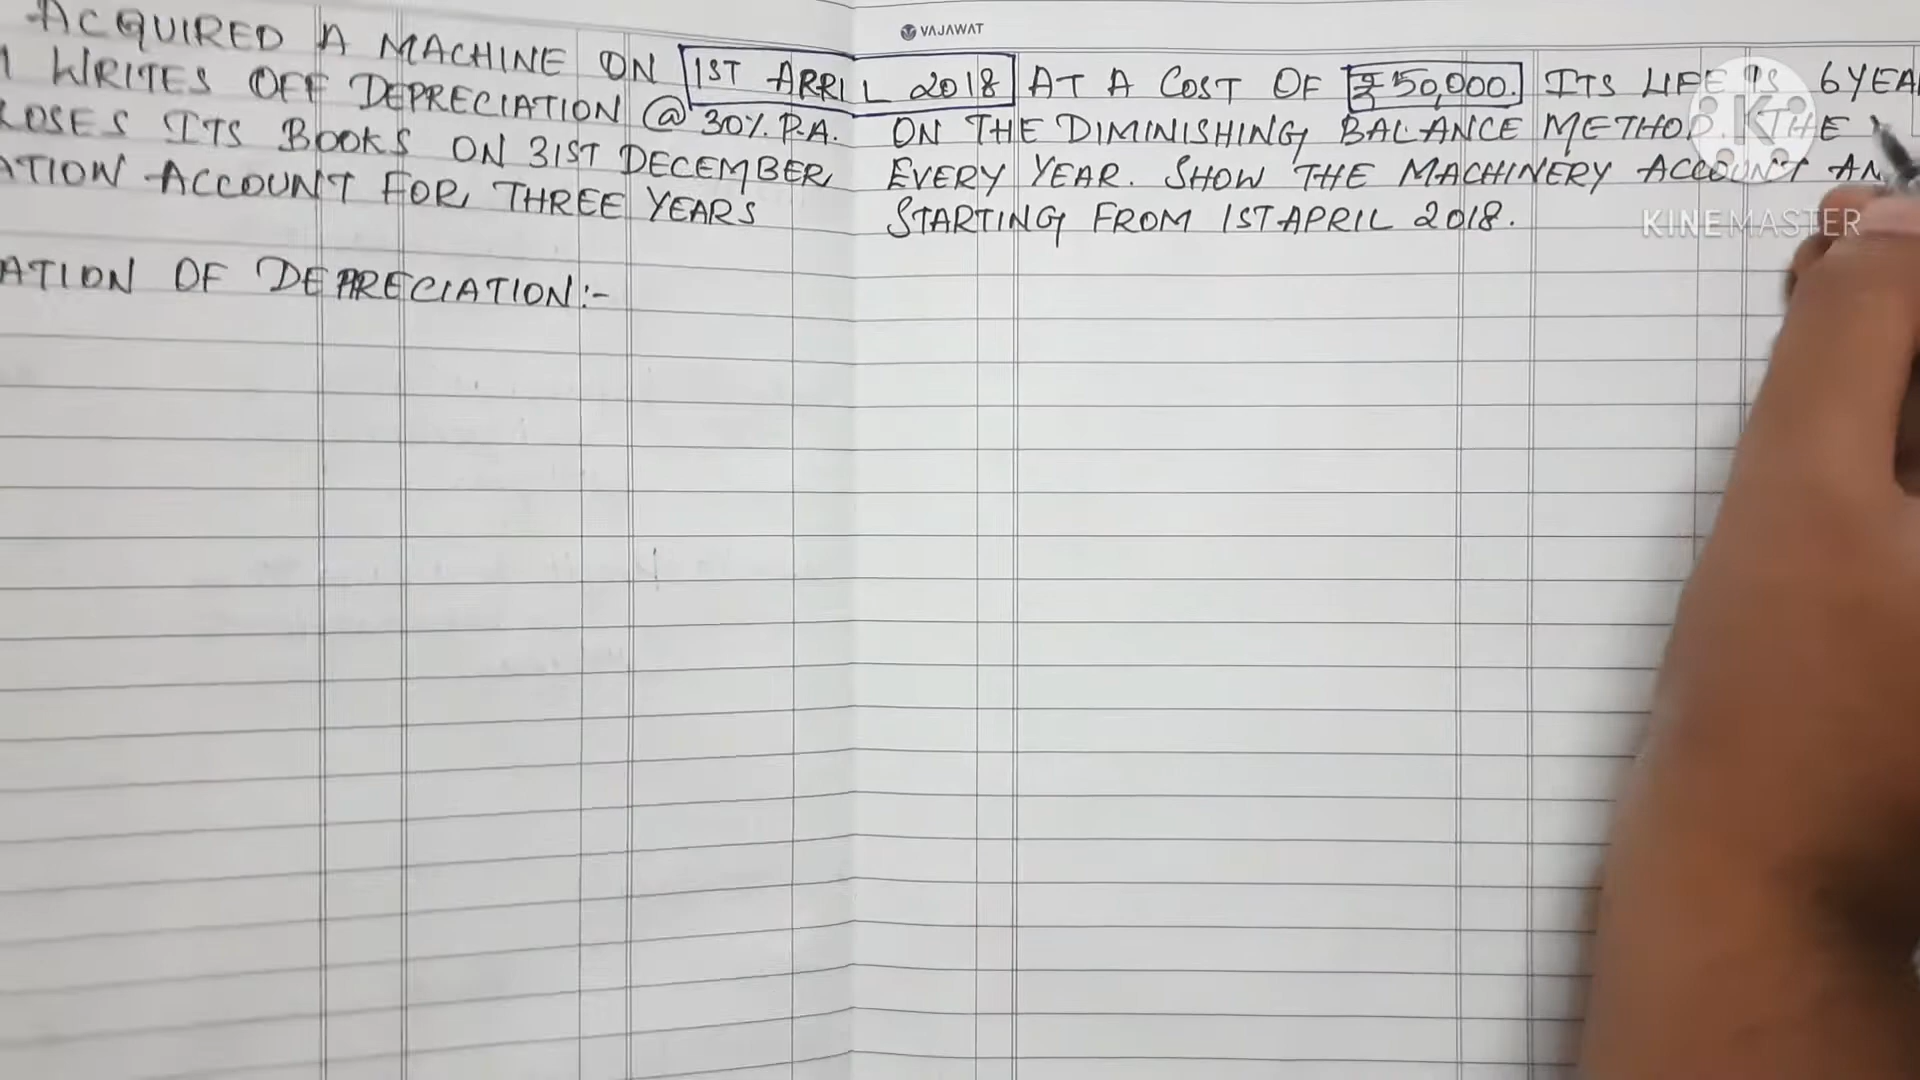 VAJAWAT
ACQUIRED A MACHINE ON 1ST APRIL 2018 AT A COST OF ₹50,000. ITS LIFE IS 6 YEA
WRITES OFF DEPRECIATION @ 30% P.A. ON THE DIMINISHING BALANCE METHOD. THE
LOSES ITS BOOKS ON 31ST DECEMBER EVERY YEAR. SHOW THE MACHINERY ACCOUNT AN
ATION ACCOUNT FOR THREE YEARS STARTING FROM 1ST APRIL 2018.
KINEMASTER
ATION OF DEPRECIATION:-